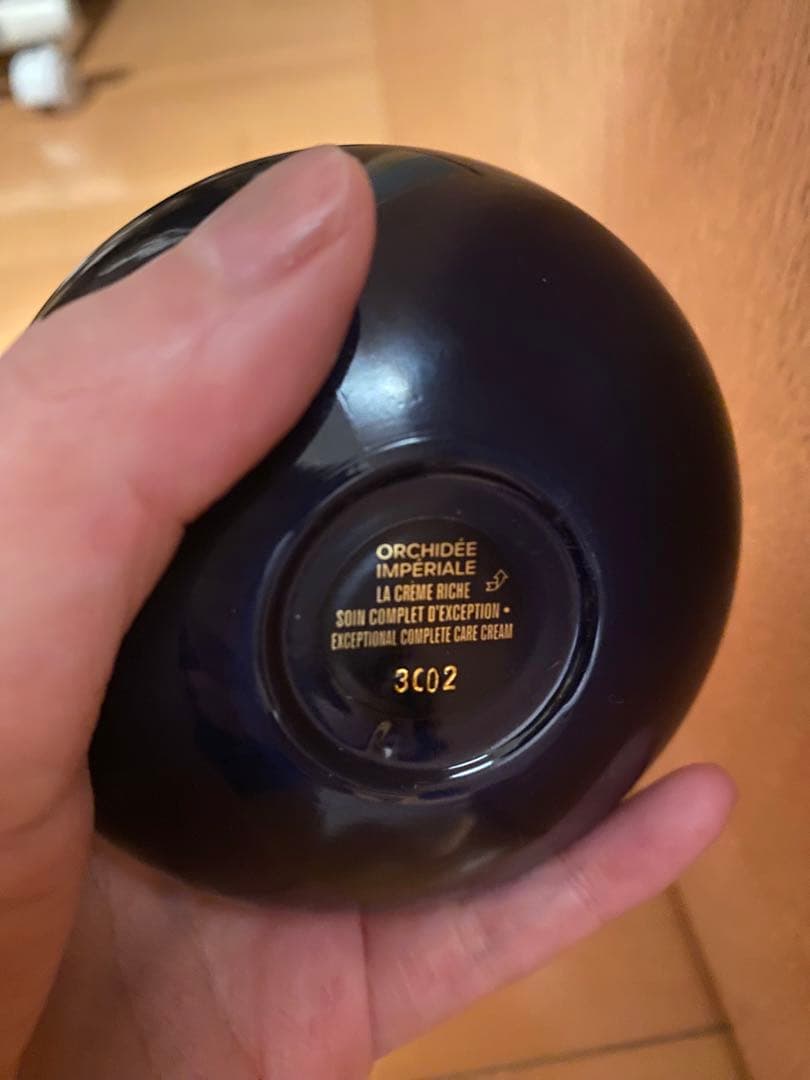 ORCHIDÉE
IMPÉRIALE
LA CRÈME RICHE
SOIN COMPLET D'EXCEPTION •
EXCEPTIONAL COMPLETE CARE CREAM
3C02